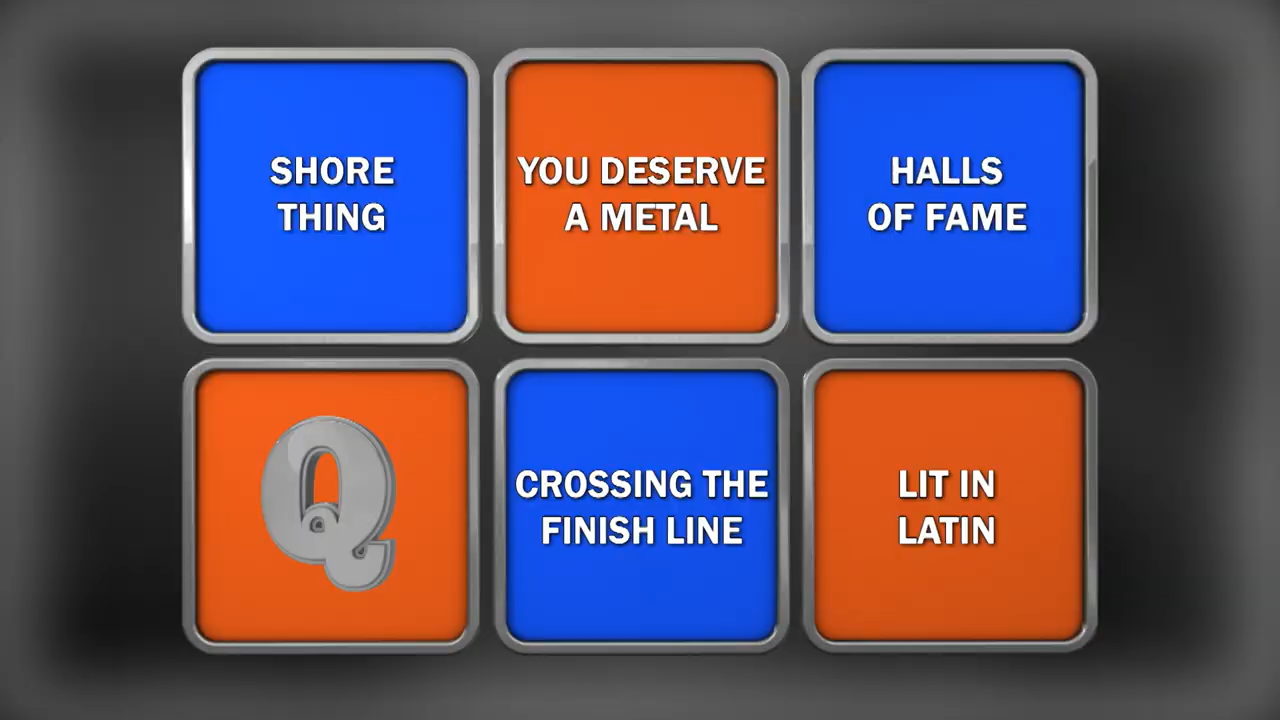 SHORE
THING
YOU DESERVE
A METAL
HALLS
OF FAME
Q
CROSSING THE
FINISH LINE
LIT IN
LATIN